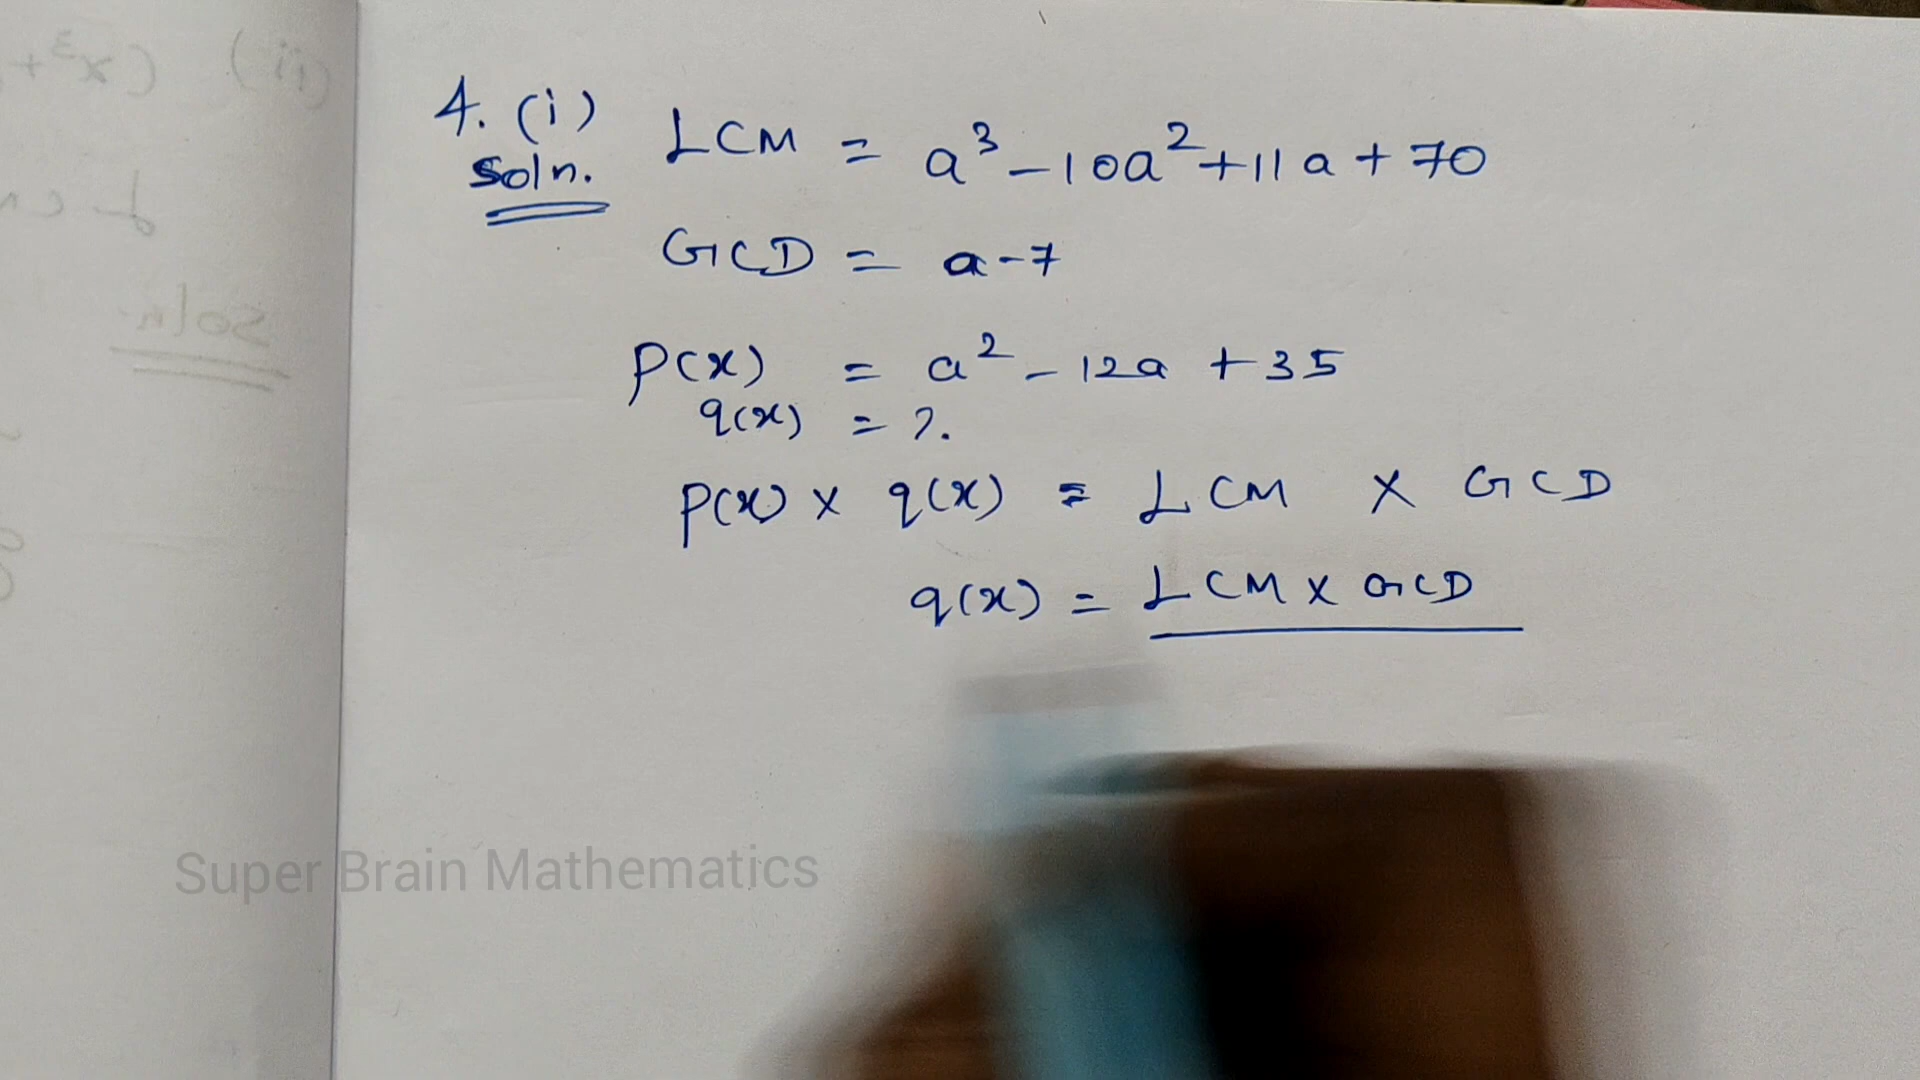 4. (i) LCM = a³ - 10a² + 11a + 70
Soln.
GCD = a - 7
P(x) = a² - 12a + 35
q(x) = ?.
P(x) x q(x) = LCM X GCD
q(x) = LCM x GCD
Super Brain Mathematics